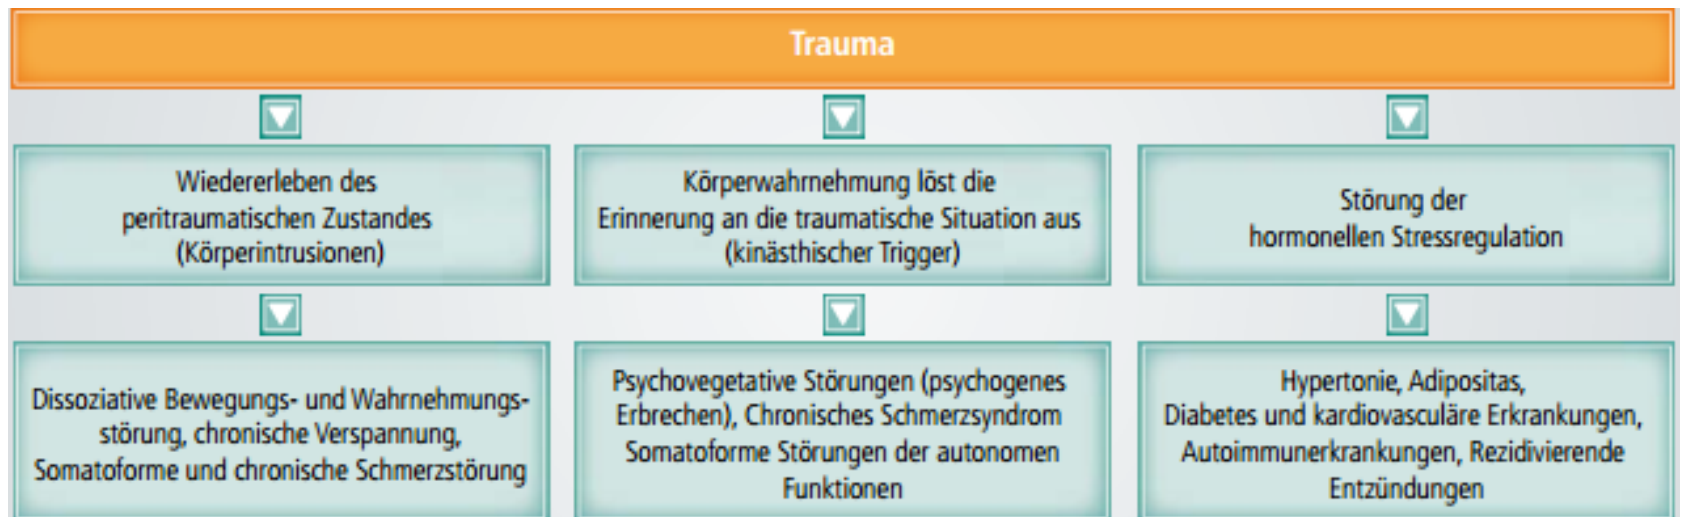 Trauma
Wiedererleben des
peritraumatischen Zustandes
(Körperintrusionen)
Körperwahrnehmung löst die
Erinnerung an die traumatische Situation aus
(kinästhischer Trigger)
Störung der
hormonellen Stressregulation
Dissoziative Bewegungs- und Wahrnehmungs-
störung, chronische Verspannung,
Somatoforme und chronische Schmerzstörung
Psychovegetative Störungen (psychogenes
Erbrechen), Chronisches Schmerzsyndrom
Somatoforme Störungen der autonomen
Funktionen
Hypertonie, Adipositas,
Diabetes und kardiovasculäre Erkrankungen,
Autoimmunerkrankungen, Rezidivierende
Entzündungen